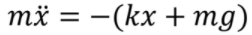 mẍ = −(kx + mg)